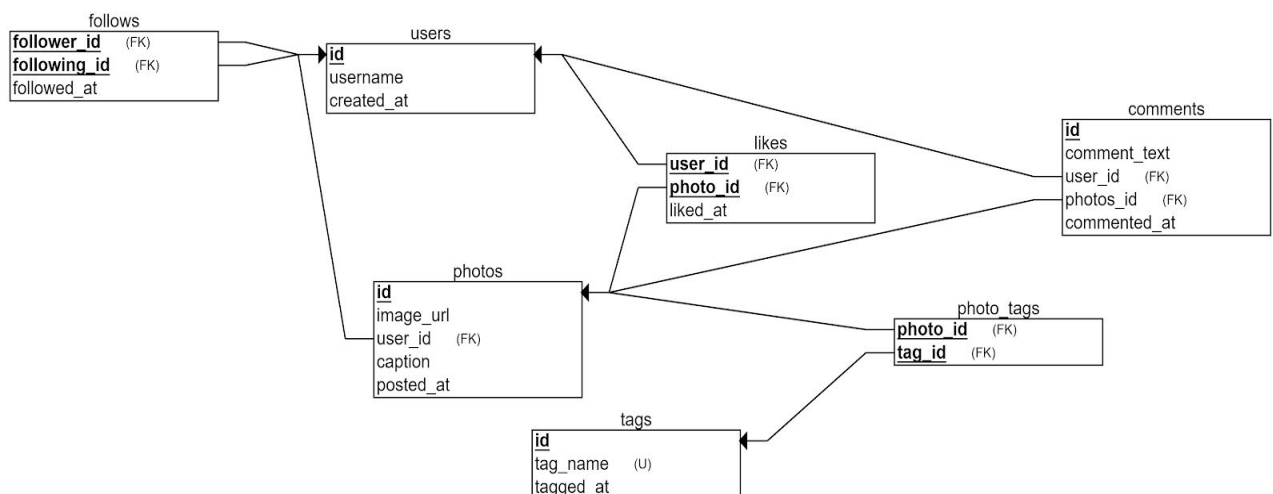 follows
follower_id (FK)
following_id (FK)
followed_at
users
id
username
created_at
likes
user_id (FK)
photo_id (FK)
liked_at
comments
id
comment_text
user_id (FK)
photos_id (FK)
commented_at
photos
id
image_url
user_id (FK)
caption
posted_at
photo_tags
photo_id (FK)
tag_id (FK)
tags
id
tag_name (U)
tagged_at